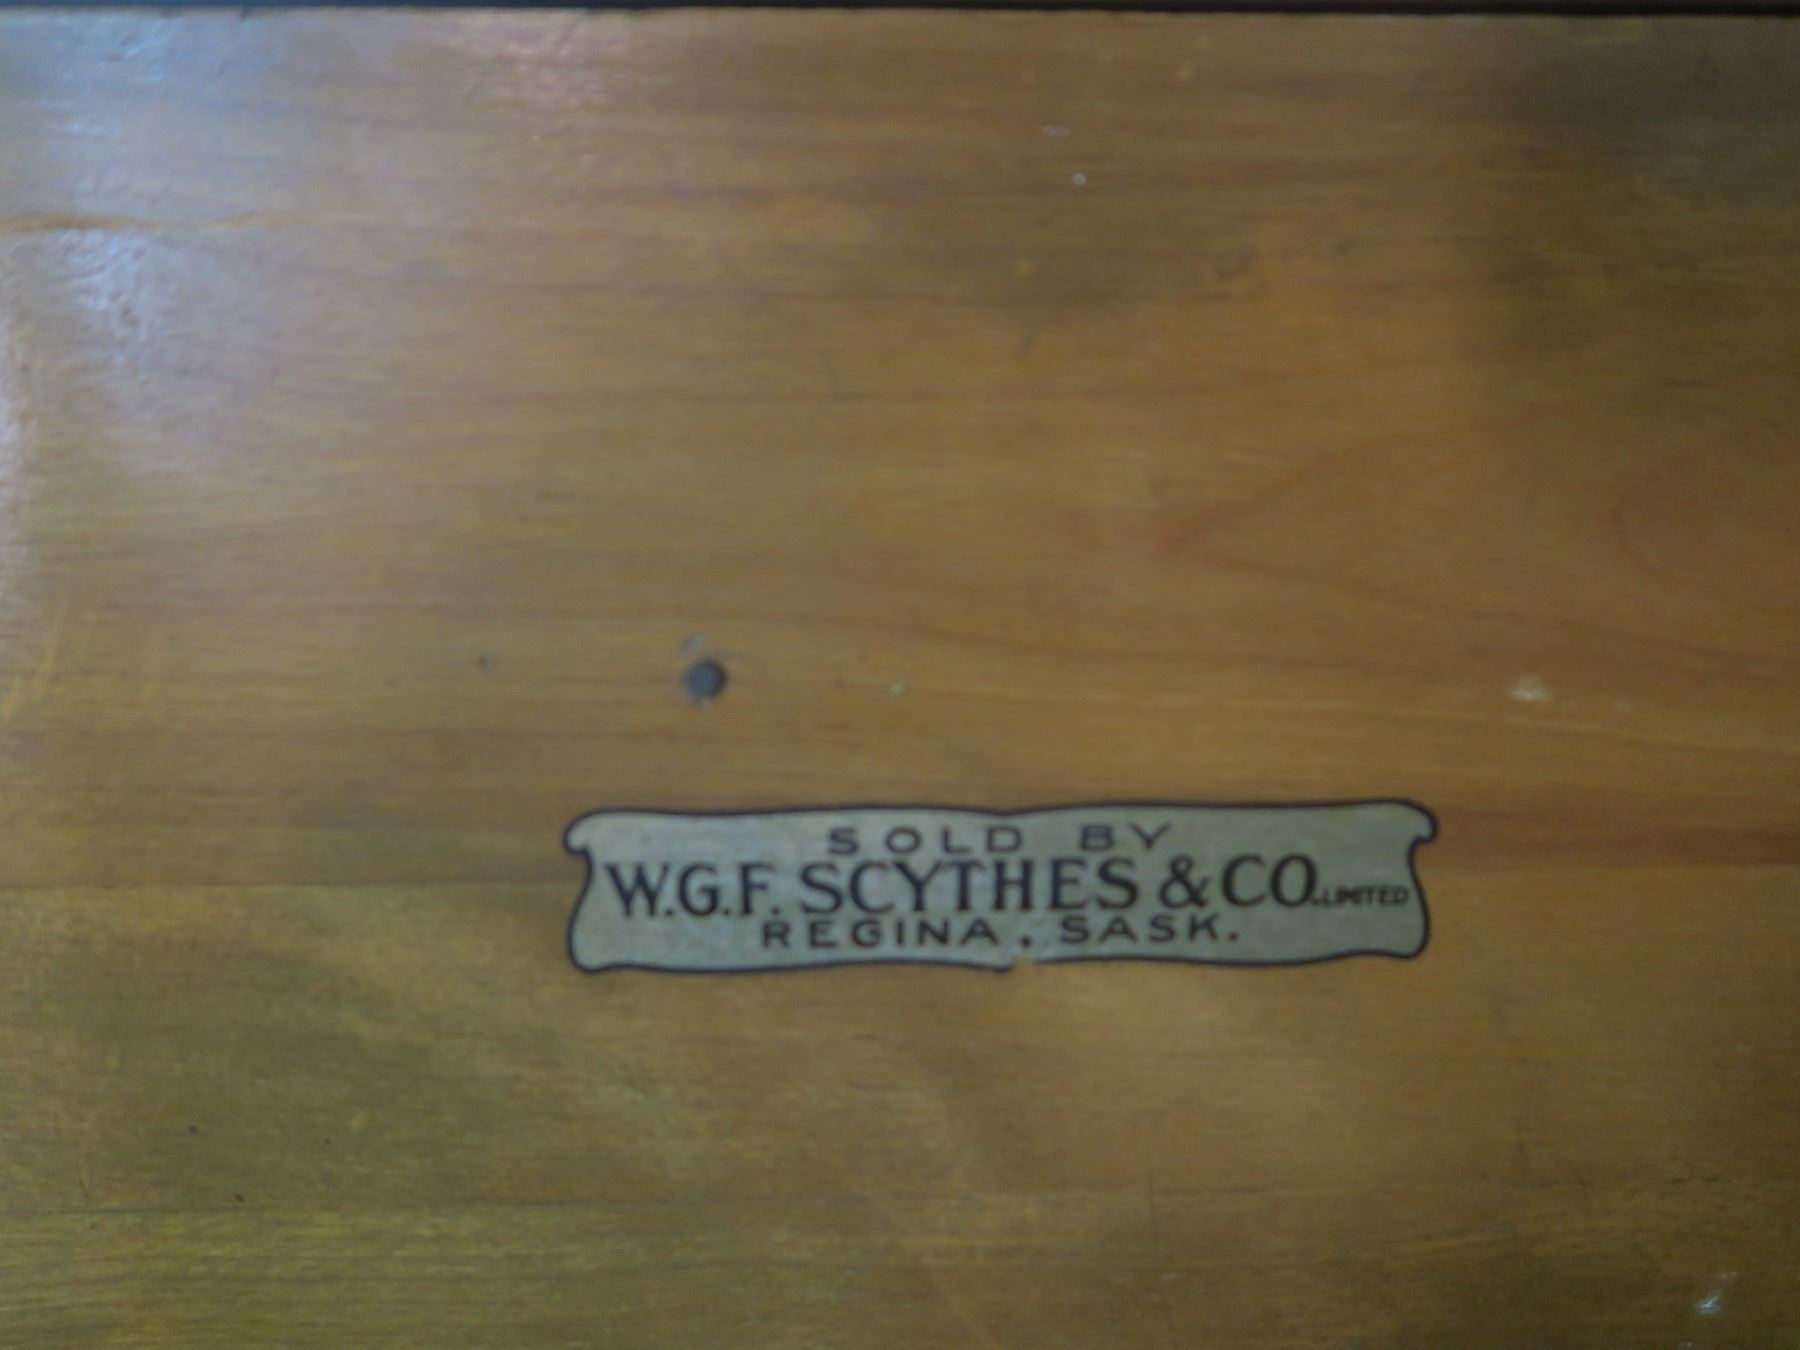 SOLD BY
W.G.F. SCYTHES & CO. LIMITED
REGINA, SASK.